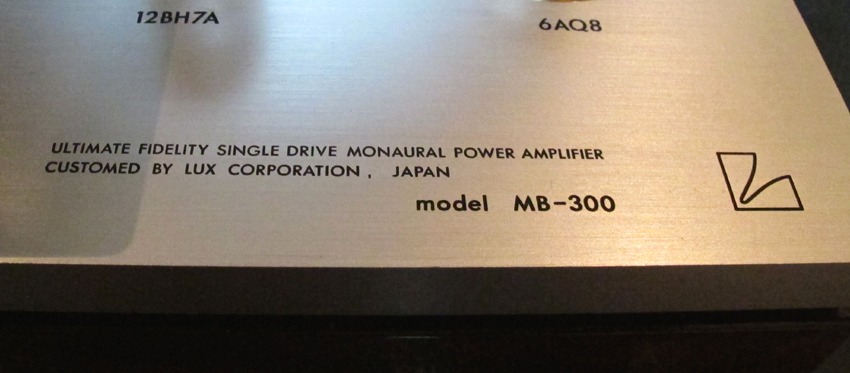 12BH7A
6AQ8
ULTIMATE FIDELITY SINGLE DRIVE MONAURAL POWER AMPLIFIER
CUSTOMED BY LUX CORPORATION, JAPAN
model MB-300